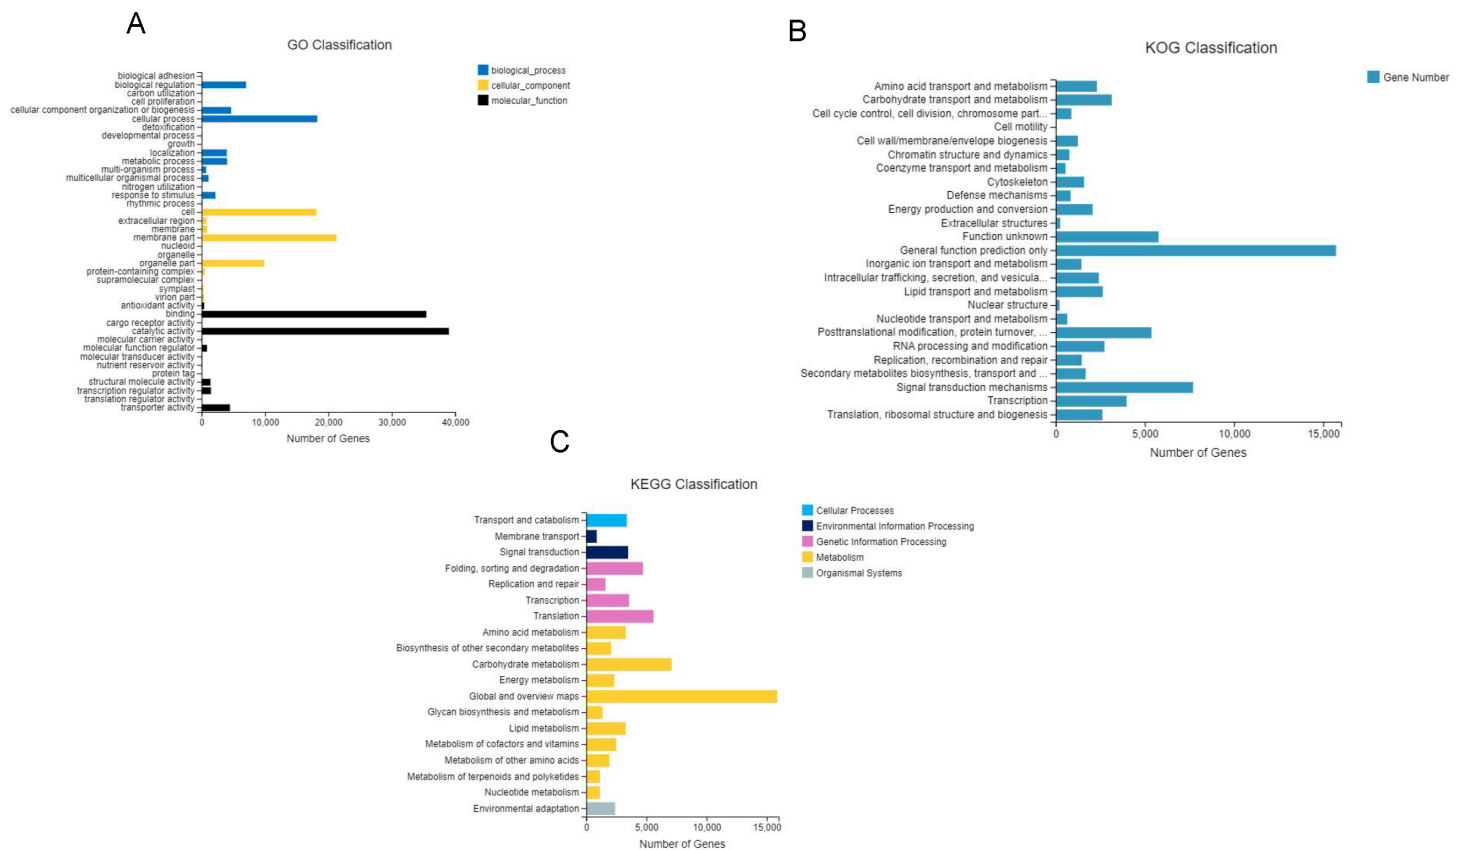 A
GO Classification
biological_process
cellular_component
molecular_function
biological adhesion
biological regulation
carbon utilization
cell proliferation
cellular component organization or biogenesis
cellular process
detoxification
developmental process
growth
localization
metabolic process
multi-organism process
multicellular organismal process
nitrogen utilization
response to stimulus
rhythmic process
cell
extracellular region
membrane
membrane part
nucleoid
organelle
organelle part
protein-containing complex
supramolecular complex
symplast
virion part
antioxidant activity
binding
cargo receptor activity
catalytic activity
molecular carrier activity
molecular function regulator
molecular transducer activity
nutrient reservoir activity
protein tag
structural molecule activity
transcription regulator activity
translation regulator activity
transporter activity
0 10,000 20,000 30,000 40,000
Number of Genes
B
KOG Classification
Gene Number
Amino acid transport and metabolism
Carbohydrate transport and metabolism
Cell cycle control, cell division, chromosome part...
Cell motility
Cell wall/membrane/envelope biogenesis
Chromatin structure and dynamics
Coenzyme transport and metabolism
Cytoskeleton
Defense mechanisms
Energy production and conversion
Extracellular structures
Function unknown
General function prediction only
Inorganic ion transport and metabolism
Intracellular trafficking, secretion, and vesicula...
Lipid transport and metabolism
Nuclear structure
Nucleotide transport and metabolism
Posttranslational modification, protein turnover, ...
RNA processing and modification
Replication, recombination and repair
Secondary metabolites biosynthesis, transport and ...
Signal transduction mechanisms
Transcription
Translation, ribosomal structure and biogenesis
0 5,000 10,000 15,000
Number of Genes
C
KEGG Classification
Cellular Processes
Environmental Information Processing
Genetic Information Processing
Metabolism
Organismal Systems
Transport and catabolism
Membrane transport
Signal transduction
Folding, sorting and degradation
Replication and repair
Transcription
Translation
Amino acid metabolism
Biosynthesis of other secondary metabolites
Carbohydrate metabolism
Energy metabolism
Global and overview maps
Glycan biosynthesis and metabolism
Lipid metabolism
Metabolism of cofactors and vitamins
Metabolism of other amino acids
Metabolism of terpenoids and polyketides
Nucleotide metabolism
Environmental adaptation
0 5,000 10,000 15,000
Number of Genes